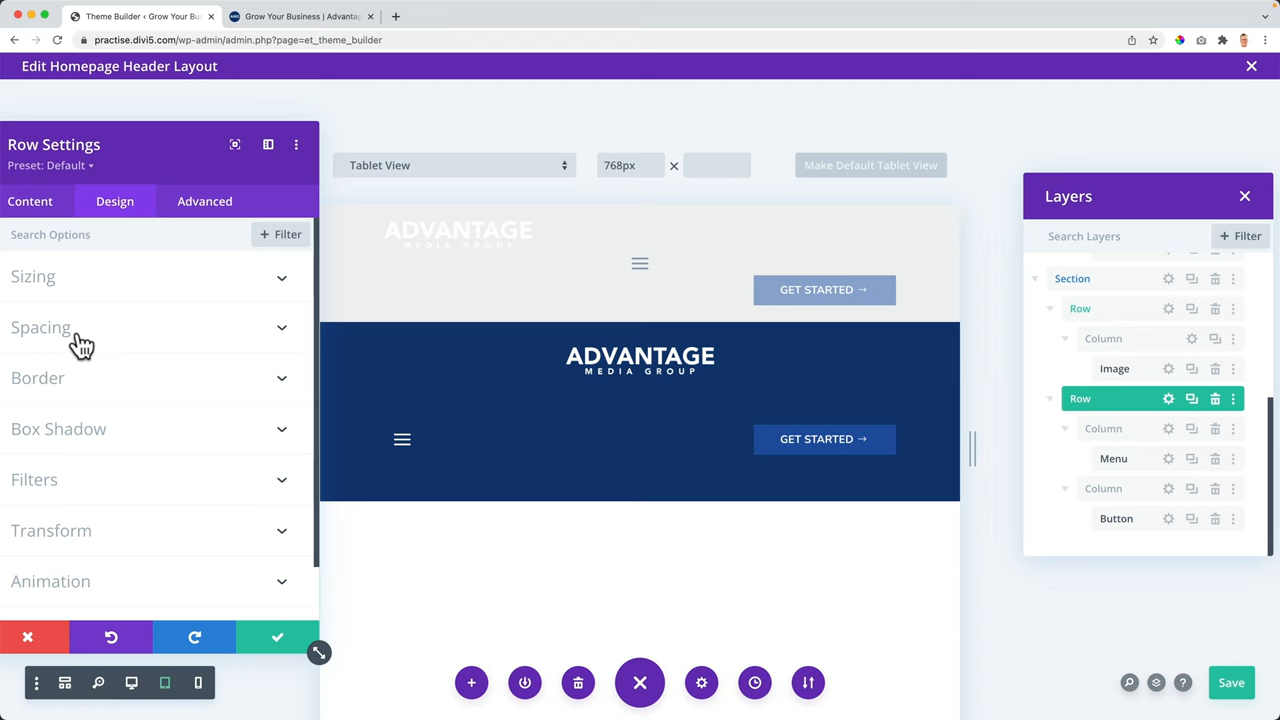 Theme Builder ‹ Grow Your Bu
Grow Your Business | Advanta
practise.divi5.com/wp-admin/admin.php?page=et_theme_builder
Edit Homepage Header Layout
Row Settings
Preset: Default
Content
Design
Advanced
Search Options
+ Filter
Sizing
Spacing
Border
Box Shadow
Filters
Transform
Animation
Tablet View
768px
×
Make Default Tablet View
ADVANTAGE
MEDIA GROUP
GET STARTED →
ADVANTAGE
MEDIA GROUP
GET STARTED →
Layers
Search Layers
+ Filter
Section
Row
Column
Image
Row
Column
Menu
Column
Button
Save